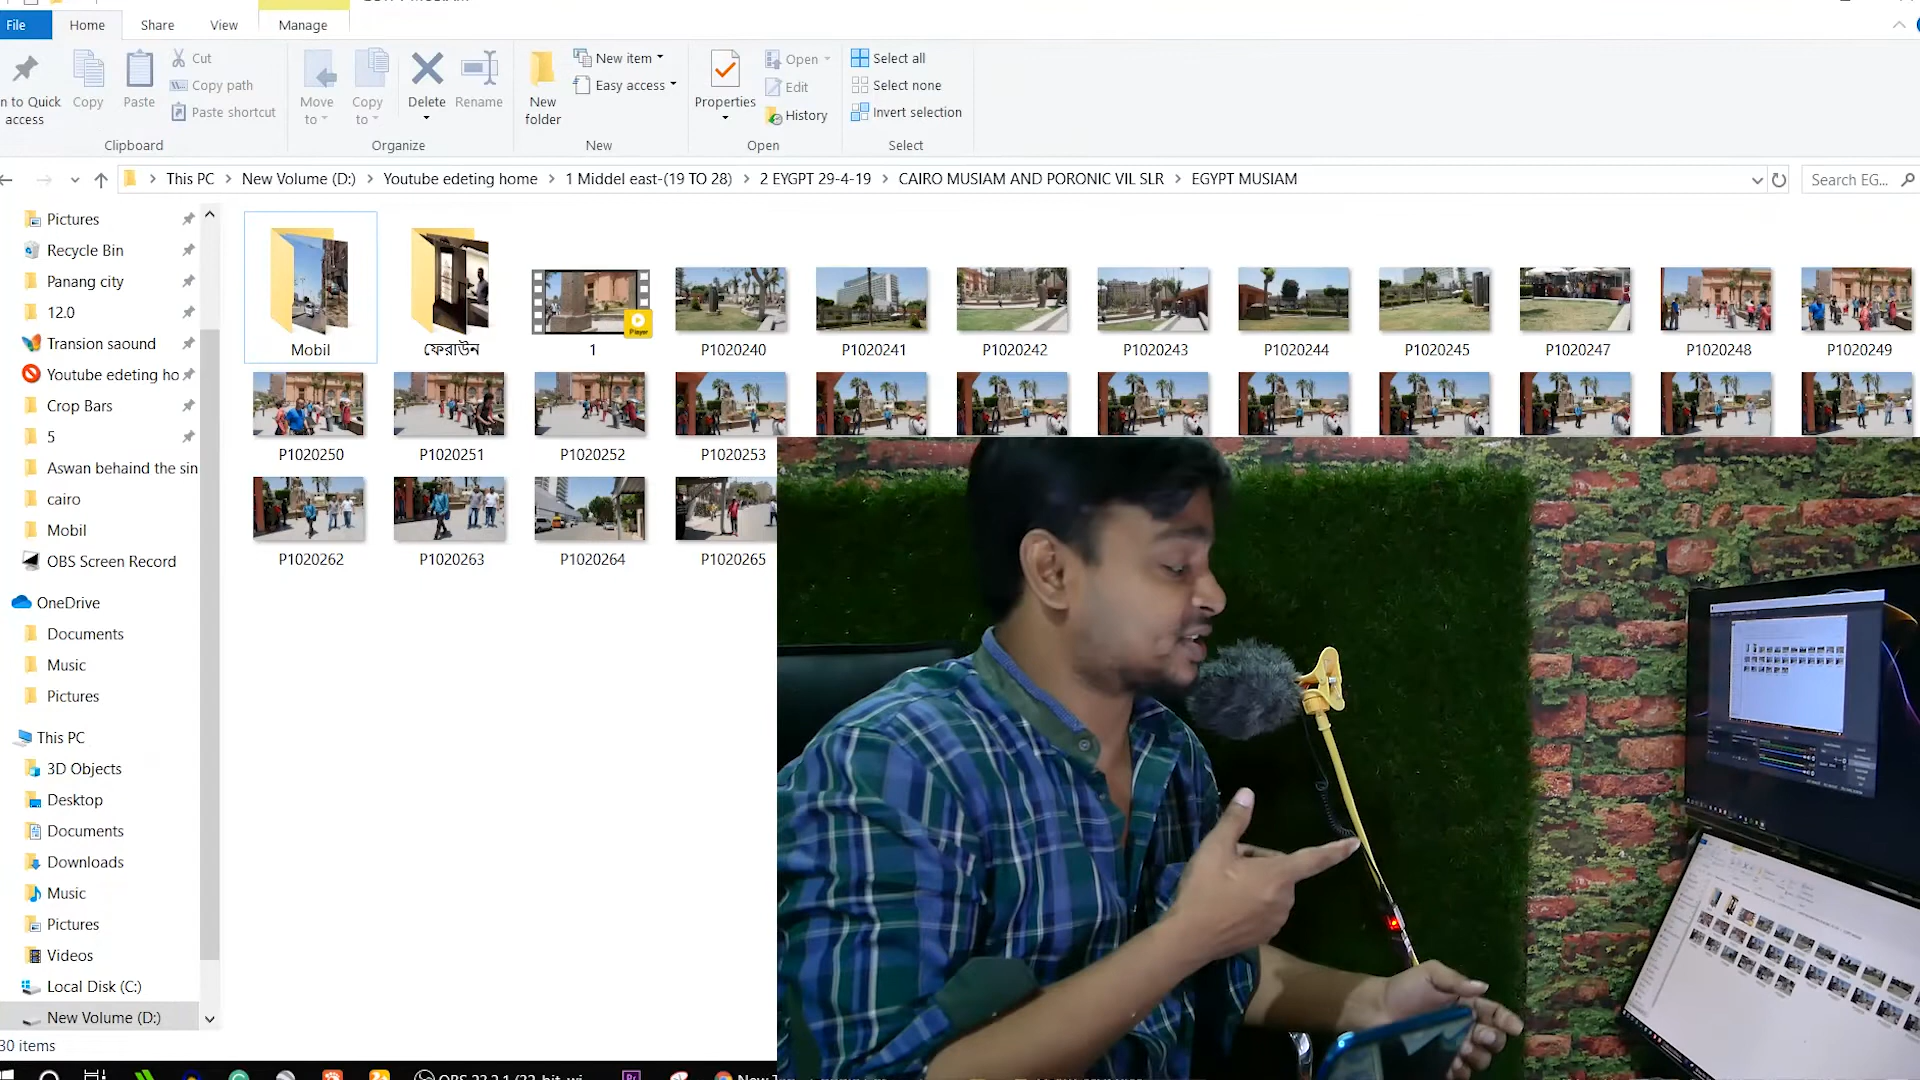 File Home Share View Manage
Cut
Copy path
Paste shortcut
Copy Paste
n to Quick access
Clipboard
Move to Copy to Delete Rename
Organize
New folder
New item
Easy access
New
Properties
Open
Edit
History
Open
Select all
Select none
Invert selection
Select
This PC New Volume (D:) Youtube edeting home 1 Middel east-(19 TO 28) 2 EYGPT 29-4-19 CAIRO MUSIAM AND PORONIC VIL SLR EGYPT MUSIAM
Search EG...
Pictures
Recycle Bin
Panang city
12.0
Transion saound
Youtube edeting ho
Crop Bars
5
Aswan behaind the sin
cairo
Mobil
OBS Screen Record
OneDrive
Documents
Music
Pictures
This PC
3D Objects
Desktop
Documents
Downloads
Music
Pictures
Videos
Local Disk (C:)
New Volume (D:)
Player
Mobil ফেরাউন 1 P1020240 P1020241 P1020242 P1020243 P1020244 P1020245 P1020247 P1020248 P1020249
P1020250 P1020251 P1020252 P1020253
P1020262 P1020263 P1020264 P1020265
30 items